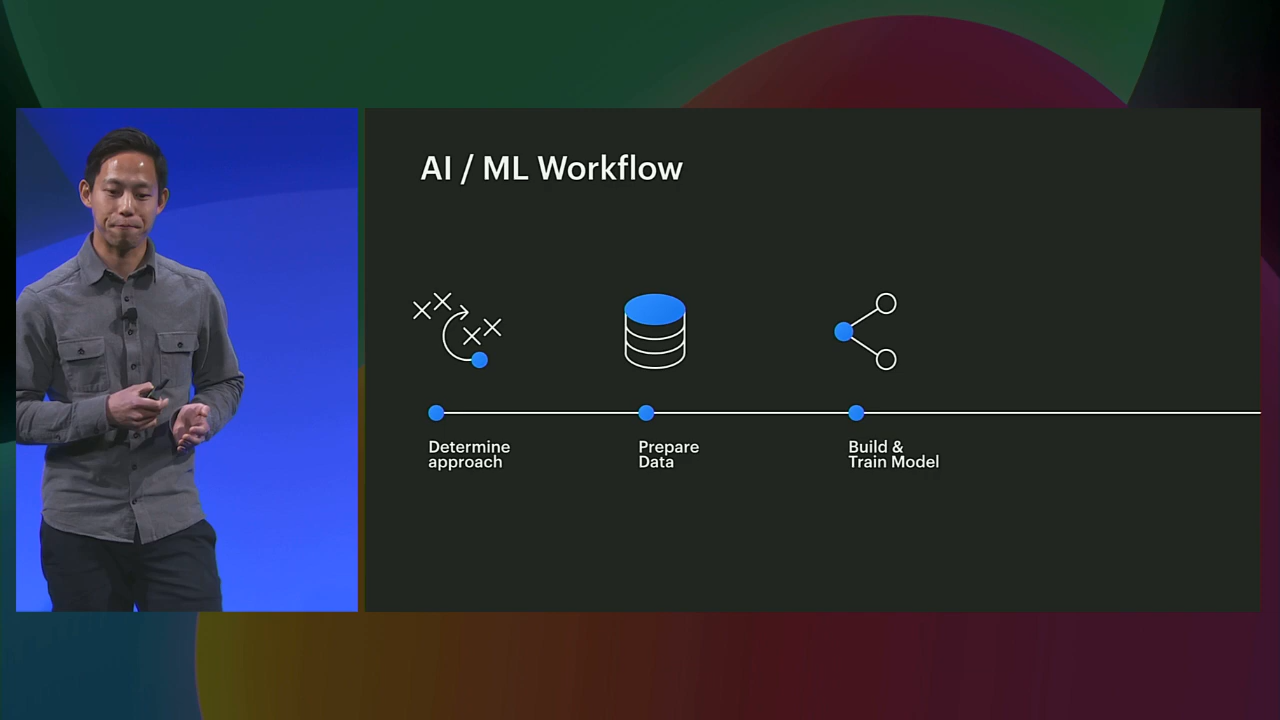 AI / ML Workflow
Determine
approach
Prepare
Data
Build &
Train Model